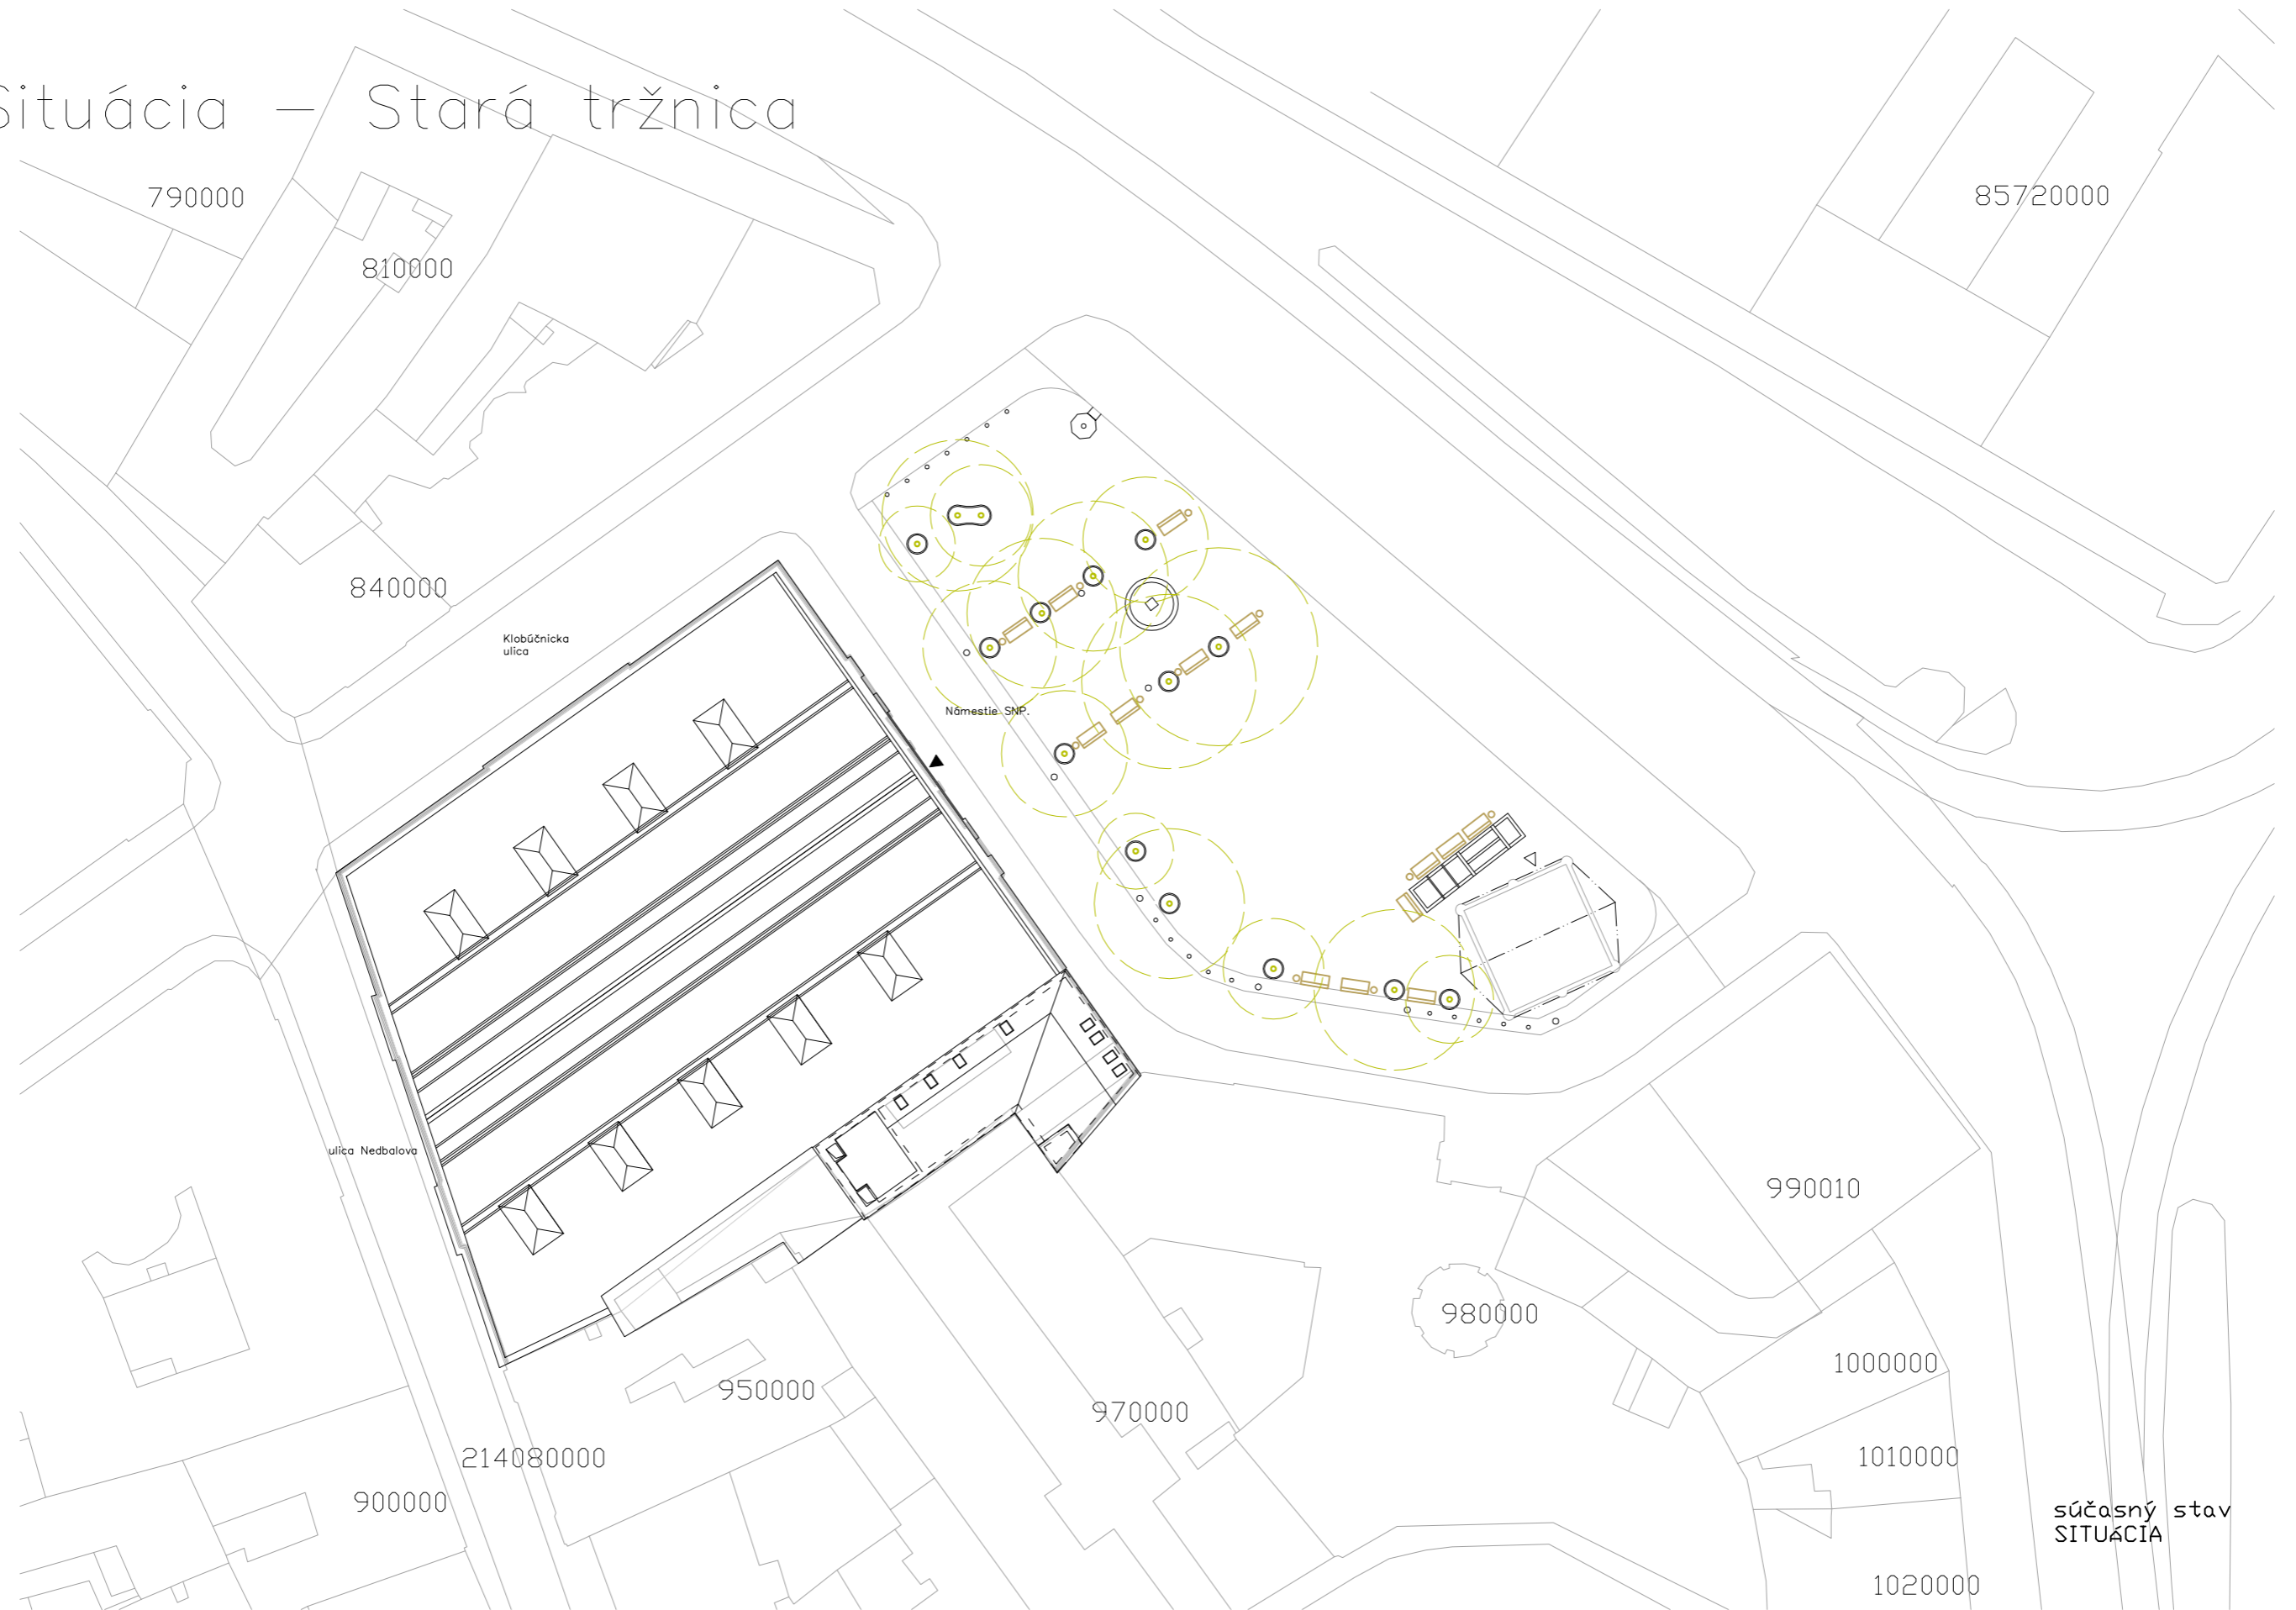 Situácia - Stará tržnica
790000
85720000
810000
840000
Klobúčnicka
ulica
Námestie SNP.
ulica Nedbalova
990010
980000
1000000
950000
970000
214080000
1010000
900000
súčasný stav
SITUáCIA
1020000